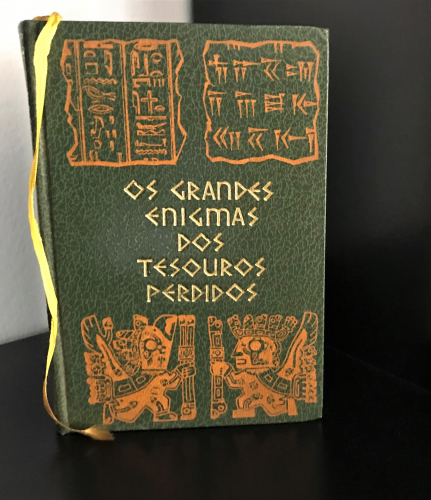 OS GRANDES
ENIGMAS
DOS
TESOUROS
PERDIDOS